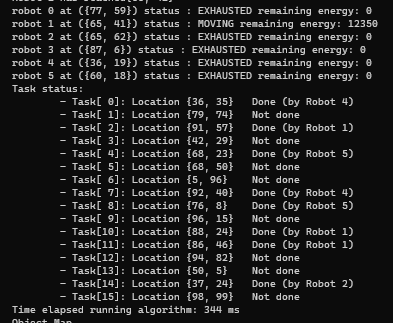 robot 0 at ({77, 59}) status : EXHAUSTED remaining energy: 0
robot 1 at ({65, 41}) status : MOVING remaining energy: 12350
robot 2 at ({65, 62}) status : EXHAUSTED remaining energy: 0
robot 3 at ({87, 6}) status : EXHAUSTED remaining energy: 0
robot 4 at ({36, 19}) status : EXHAUSTED remaining energy: 0
robot 5 at ({60, 18}) status : EXHAUSTED remaining energy: 0
Task status:
- Task[ 0]: Location {36, 35} Done (by Robot 4)
- Task[ 1]: Location {79, 74} Not done
- Task[ 2]: Location {91, 57} Done (by Robot 1)
- Task[ 3]: Location {42, 29} Not done
- Task[ 4]: Location {68, 23} Done (by Robot 5)
- Task[ 5]: Location {68, 50} Not done
- Task[ 6]: Location {5, 96} Not done
- Task[ 7]: Location {92, 40} Done (by Robot 4)
- Task[ 8]: Location {76, 8} Done (by Robot 5)
- Task[ 9]: Location {96, 15} Not done
- Task[10]: Location {88, 24} Done (by Robot 1)
- Task[11]: Location {86, 46} Done (by Robot 1)
- Task[12]: Location {94, 82} Not done
- Task[13]: Location {50, 5} Not done
- Task[14]: Location {37, 24} Done (by Robot 2)
- Task[15]: Location {98, 99} Not done
Time elapsed running algorithm: 344 ms
Object Map